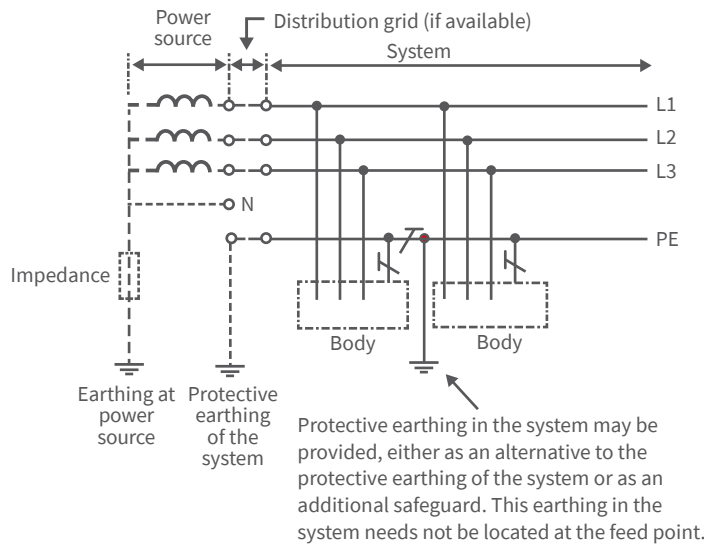 Power
source
Distribution grid (if available)
System
L1
L2
L3
N
PE
Impedance
Body
Body
Earthing at
power
source
Protective
earthing
of the
system
Protective earthing in the system may be
provided, either as an alternative to the
protective earthing of the system or as an
additional safeguard. This earthing in the
system needs not be located at the feed point.